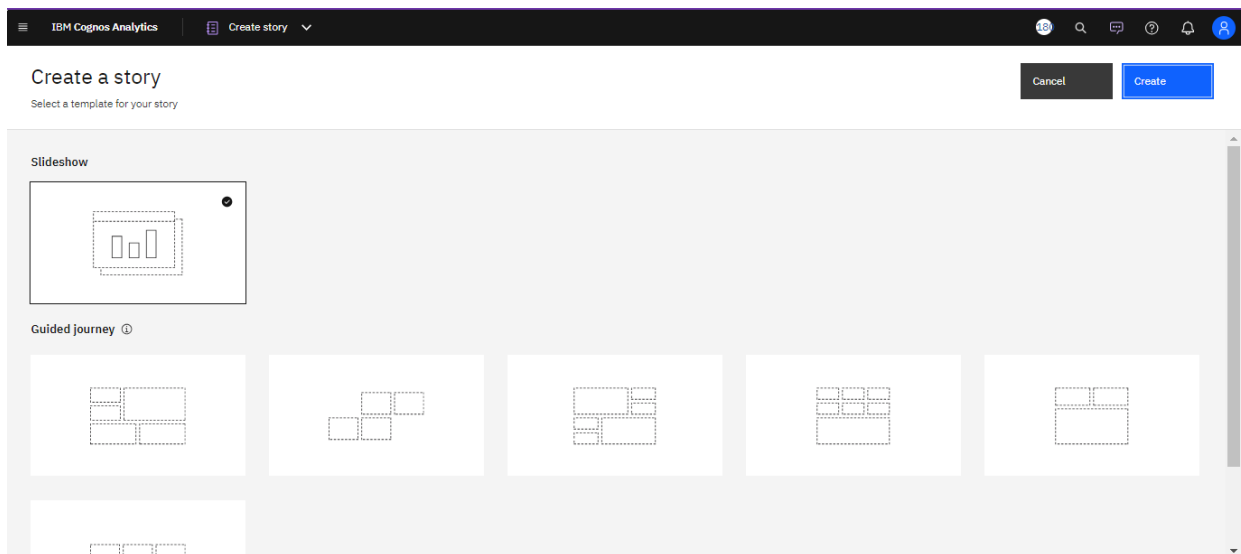 IBM Cognos Analytics
Create story
Create a story
Select a template for your story
Cancel
Create
Slideshow
Guided journey